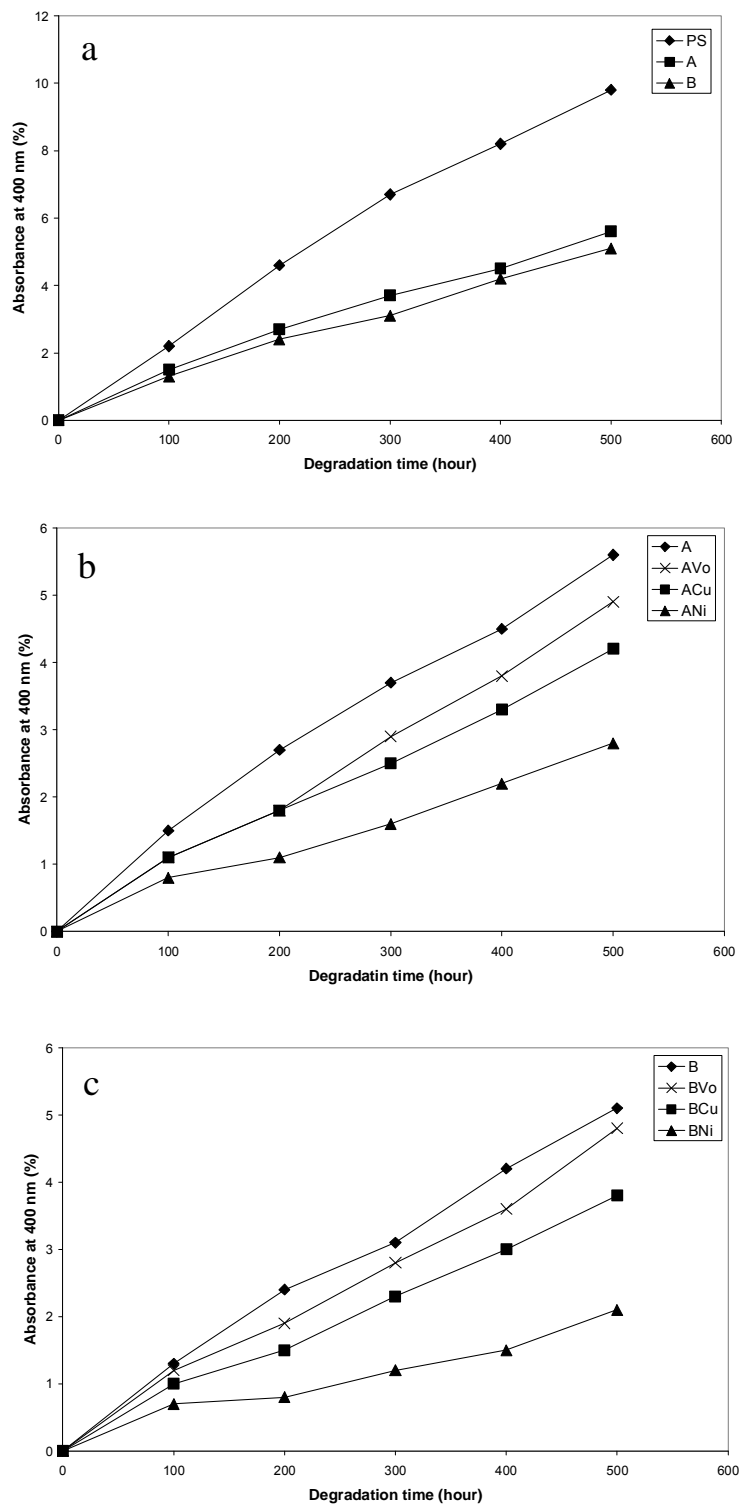 a
PS
A
B
12
10
8
6
4
2
0
0 100 200 300 400 500 600
Absorbance at 400 nm (%)
Degradation time (hour)
b
A
AVo
ACu
ANi
6
5
4
3
2
1
0
0 100 200 300 400 500 600
Absorbance at 400 nm (%)
Degradatin time (hour)
c
B
BVo
BCu
BNi
6
5
4
3
2
1
0
0 100 200 300 400 500 600
Absorbance at 400 nm (%)
Degradation time (hour)